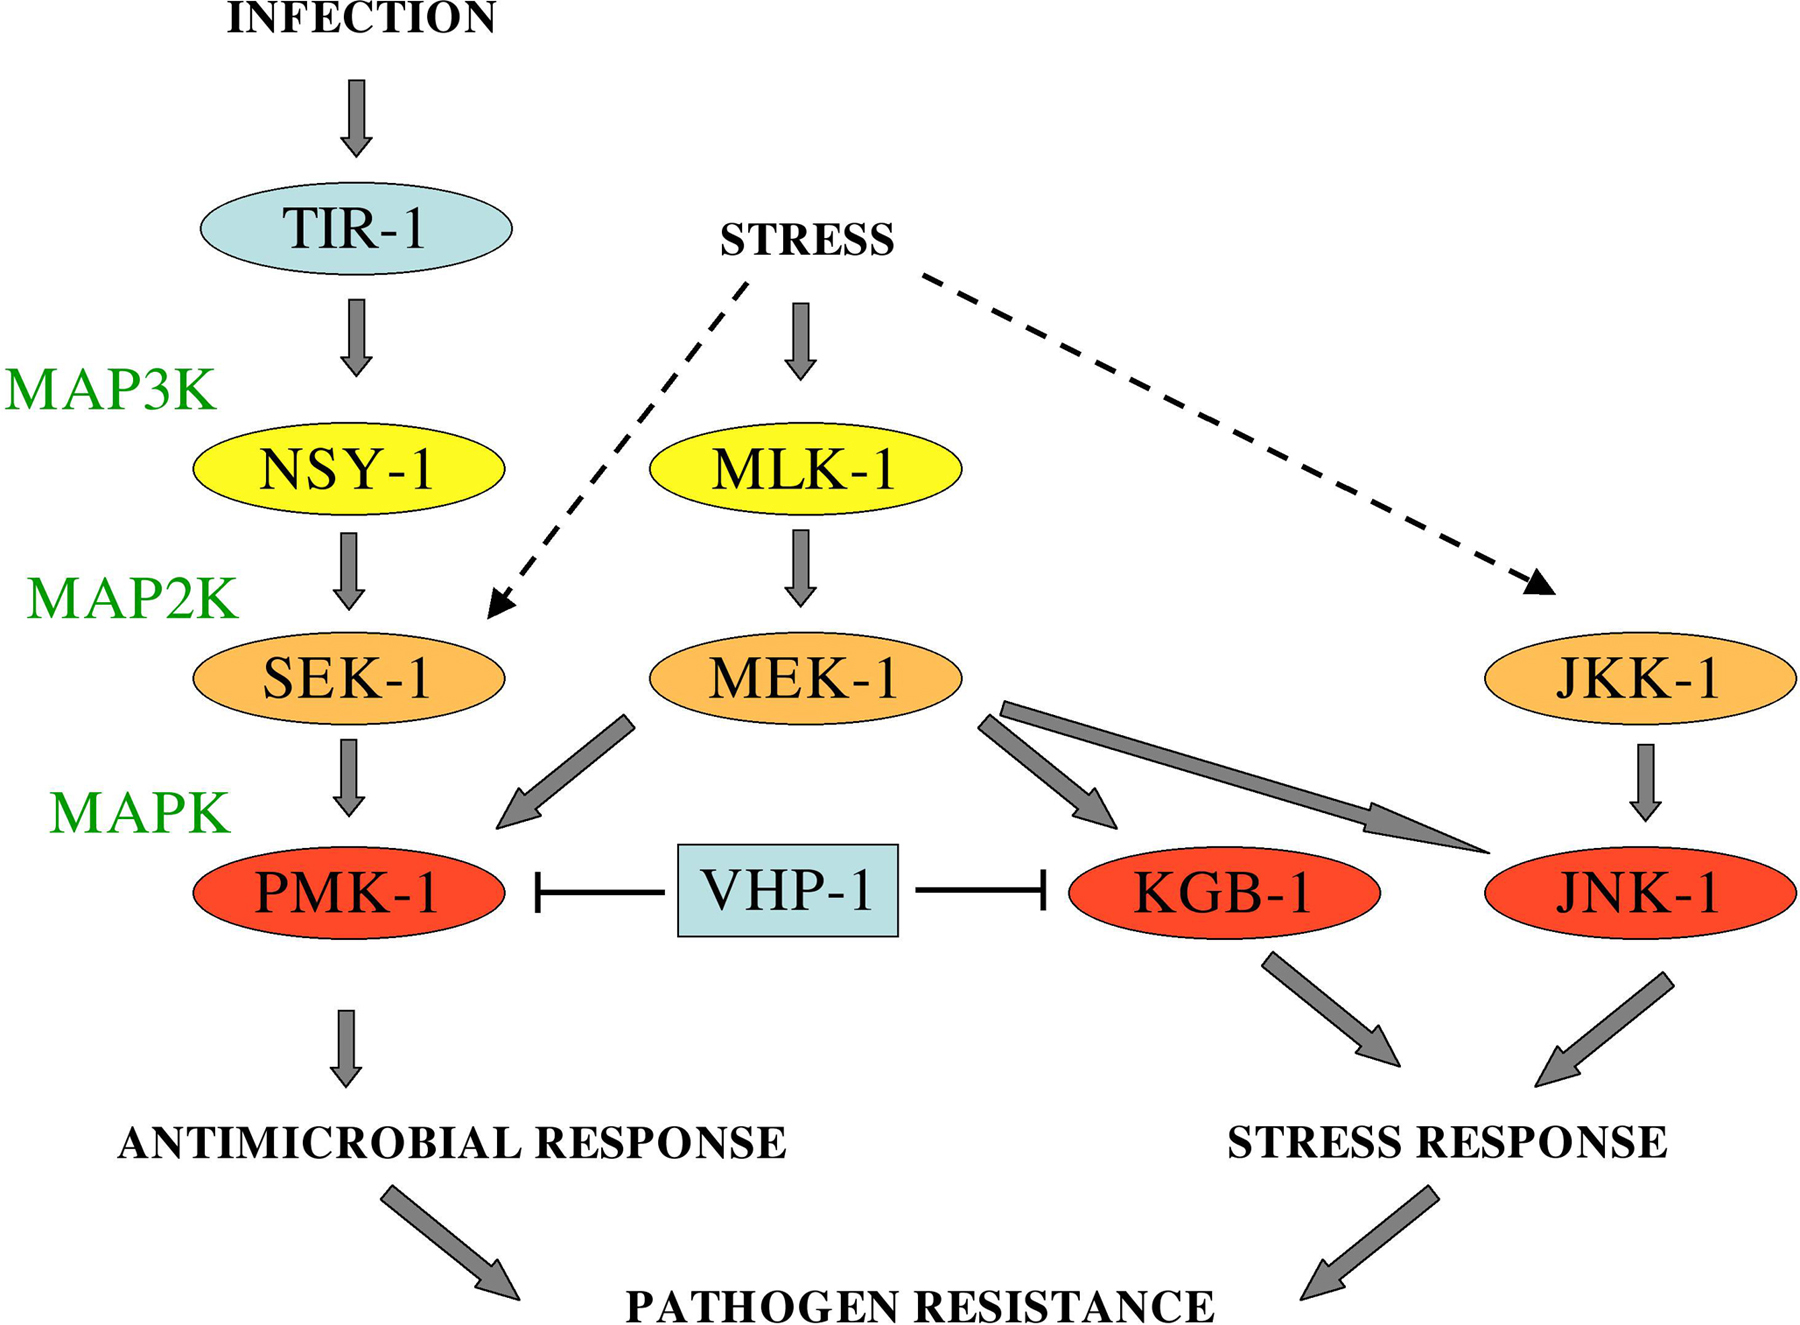 INFECTION
TIR-1
STRESS
MAP3K
NSY-1
MLK-1
MAP2K
SEK-1
MEK-1
JKK-1
MAPK
PMK-1
VHP-1
KGB-1
JNK-1
ANTIMICROBIAL RESPONSE
STRESS RESPONSE
PATHOGEN RESISTANCE